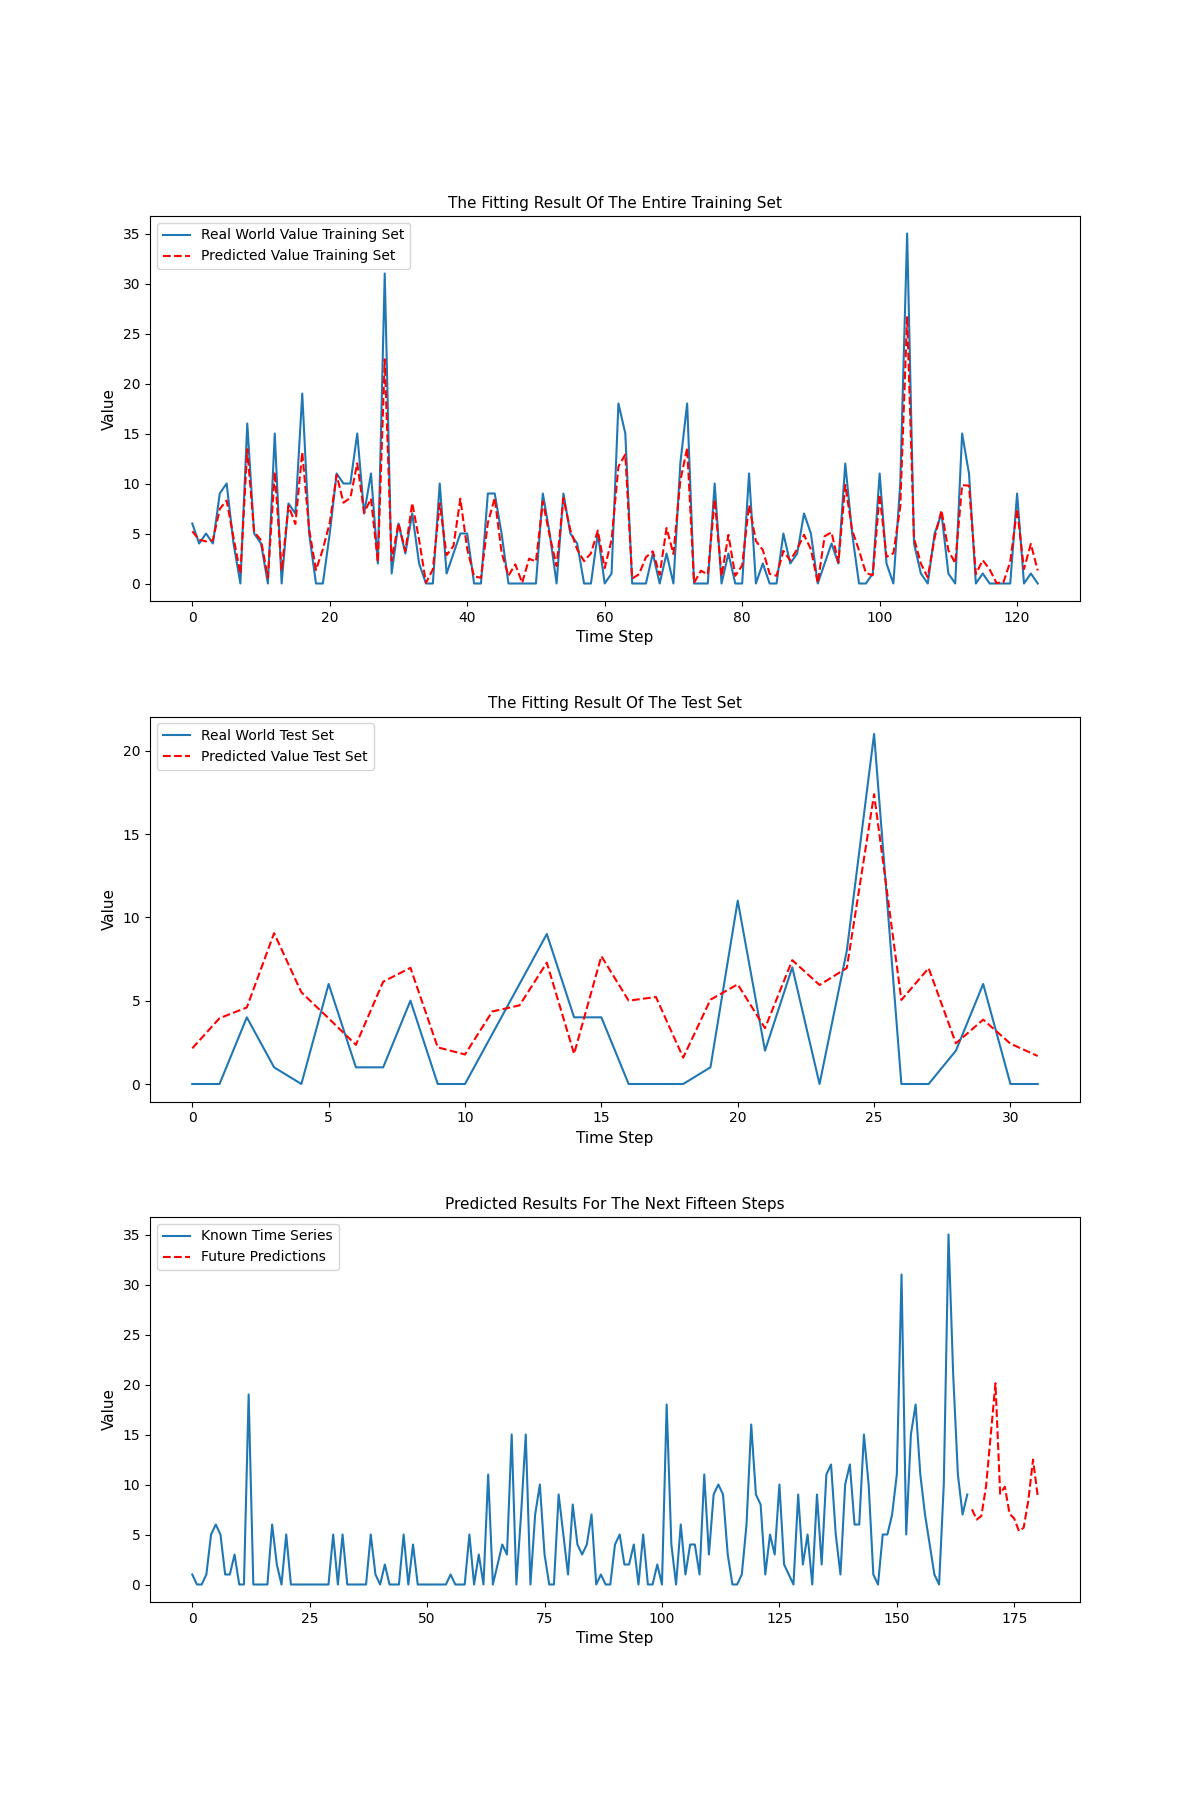 The Fitting Result Of The Entire Training Set
Real World Value Training Set
Predicted Value Training Set
35
30
25
20
15
10
5
0
Value
0 20 40 60 80 100 120
Time Step
The Fitting Result Of The Test Set
Real World Test Set
Predicted Value Test Set
20
15
10
5
0
Value
0 5 10 15 20 25 30
Time Step
Predicted Results For The Next Fifteen Steps
Known Time Series
Future Predictions
35
30
25
20
15
10
5
0
Value
0 25 50 75 100 125 150 175
Time Step